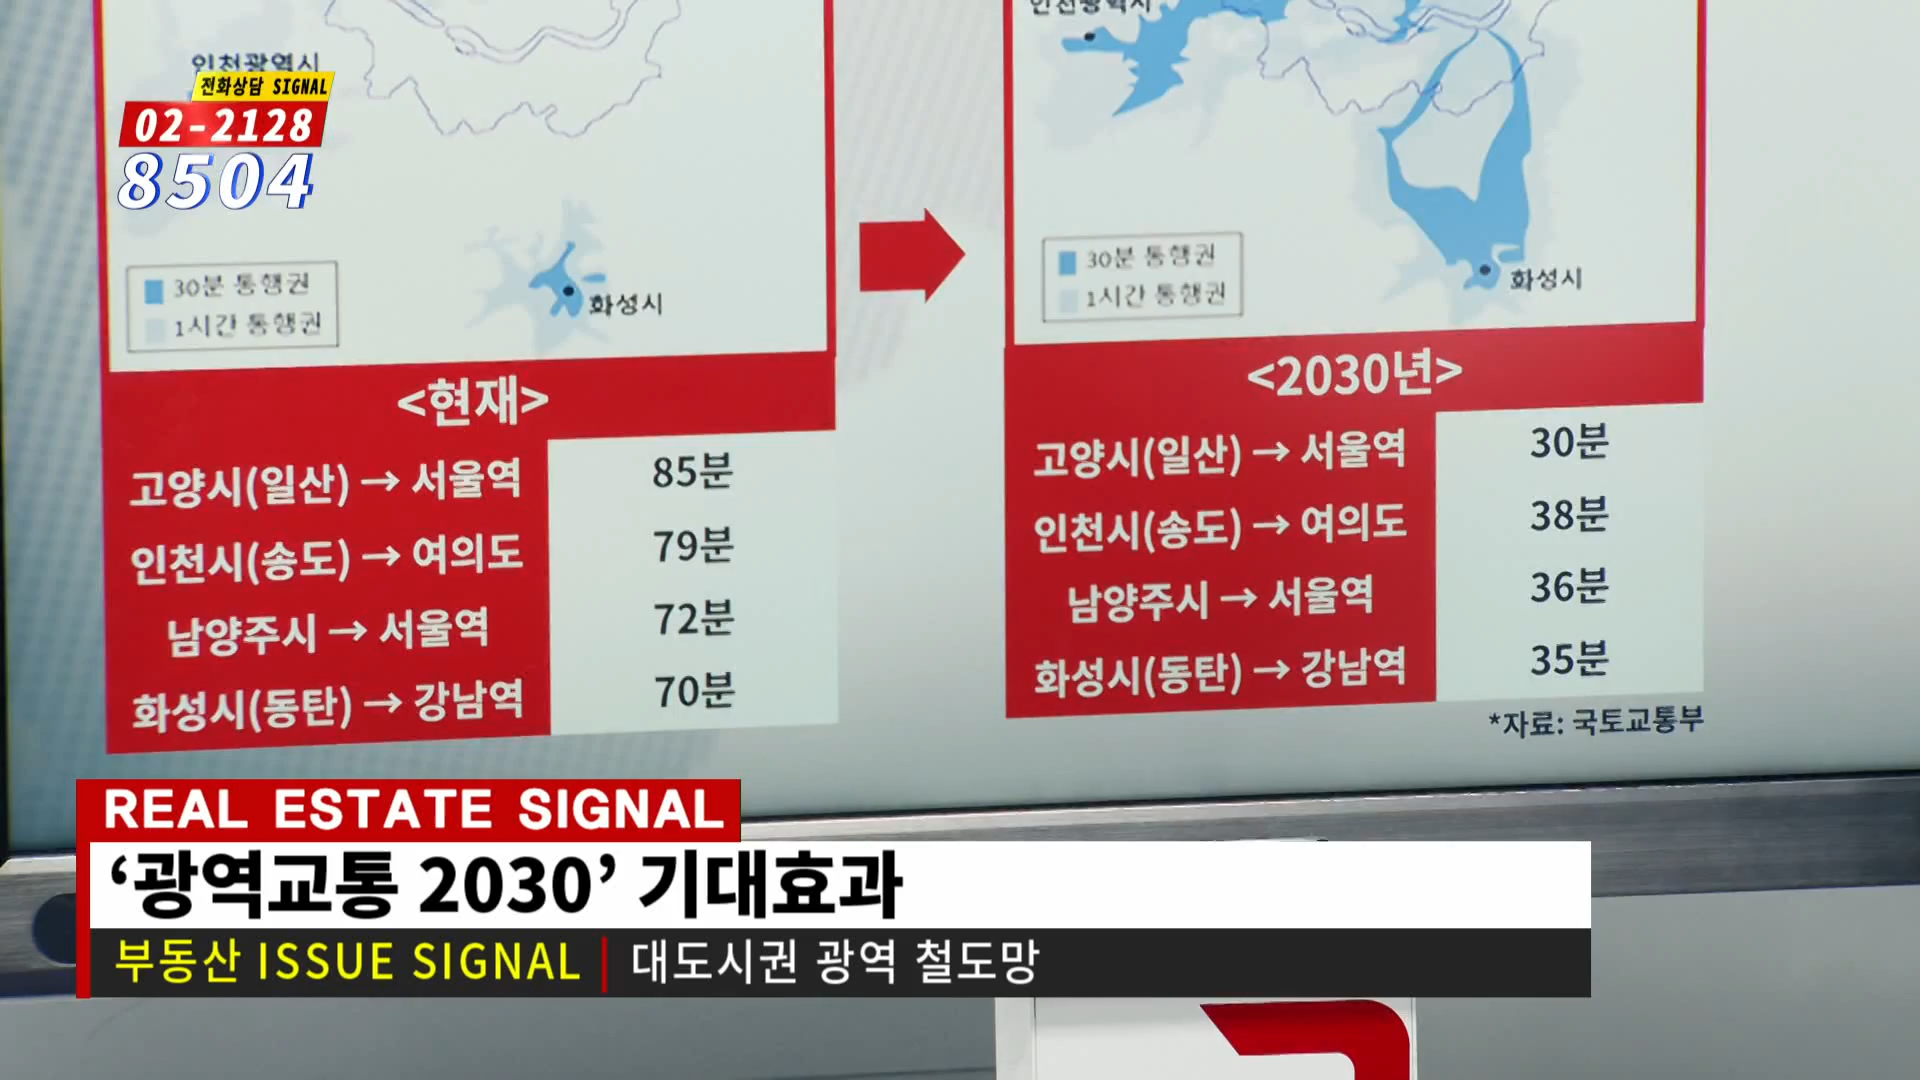 인천광역시
전화상담 SIGNAL
02-2128
8504
30분 통행권
1시간 통행권
화성시
<현재>
고양시(일산) → 서울역 85분
인천시(송도) → 여의도 79분
남양주시 → 서울역 72분
화성시(동탄) → 강남역 70분
인천광역시
30분 통행권
1시간 통행권
화성시
<2030년>
고양시(일산) → 서울역 30분
인천시(송도) → 여의도 38분
남양주시 → 서울역 36분
화성시(동탄) → 강남역 35분
*자료: 국토교통부
REAL ESTATE SIGNAL
‘광역교통 2030’ 기대효과
부동산 ISSUE SIGNAL | 대도시권 광역 철도망